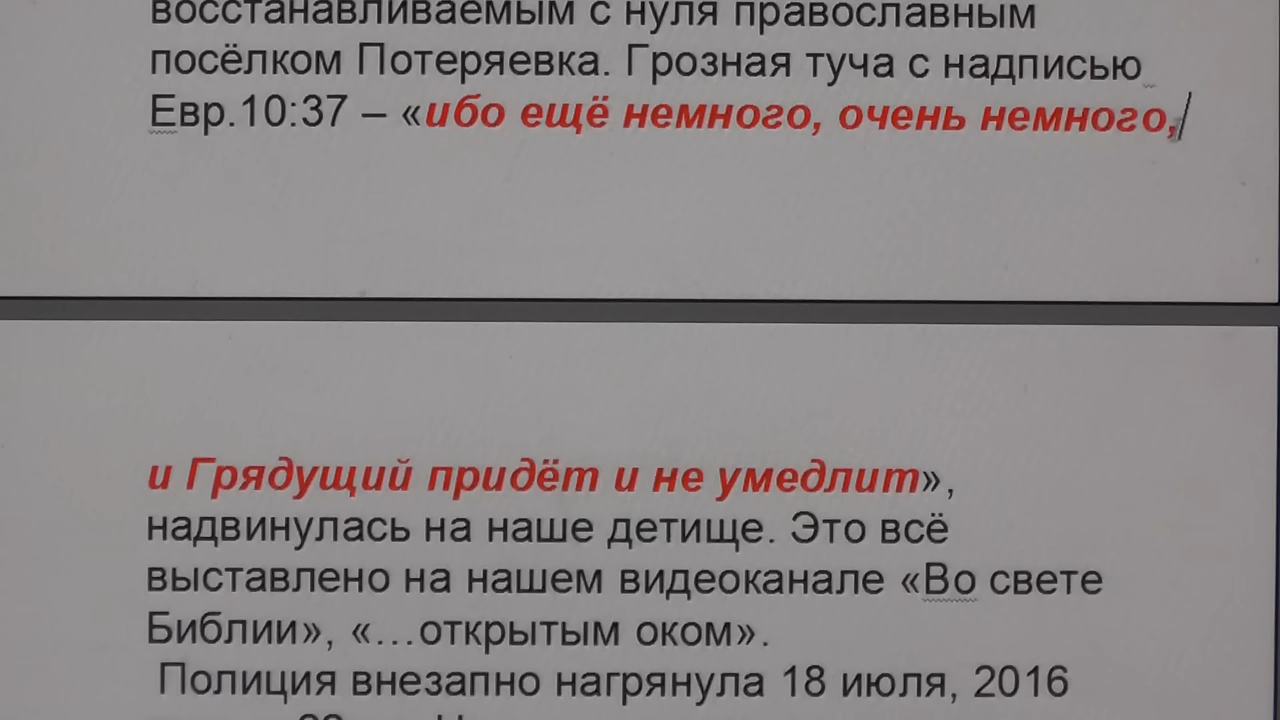 восстанавливаемым с нуля православным
посёлком Потеряевка. Грозная туча с надписью
Евр.10:37 – «ибо ещё немного, очень немного,
и Грядущий придёт и не умедлит»,
надвинулась на наше детище. Это всё
выставлено на нашем видеоканале «Во свете
Библии», «…открытым оком».
Полиция внезапно нагрянула 18 июля, 2016